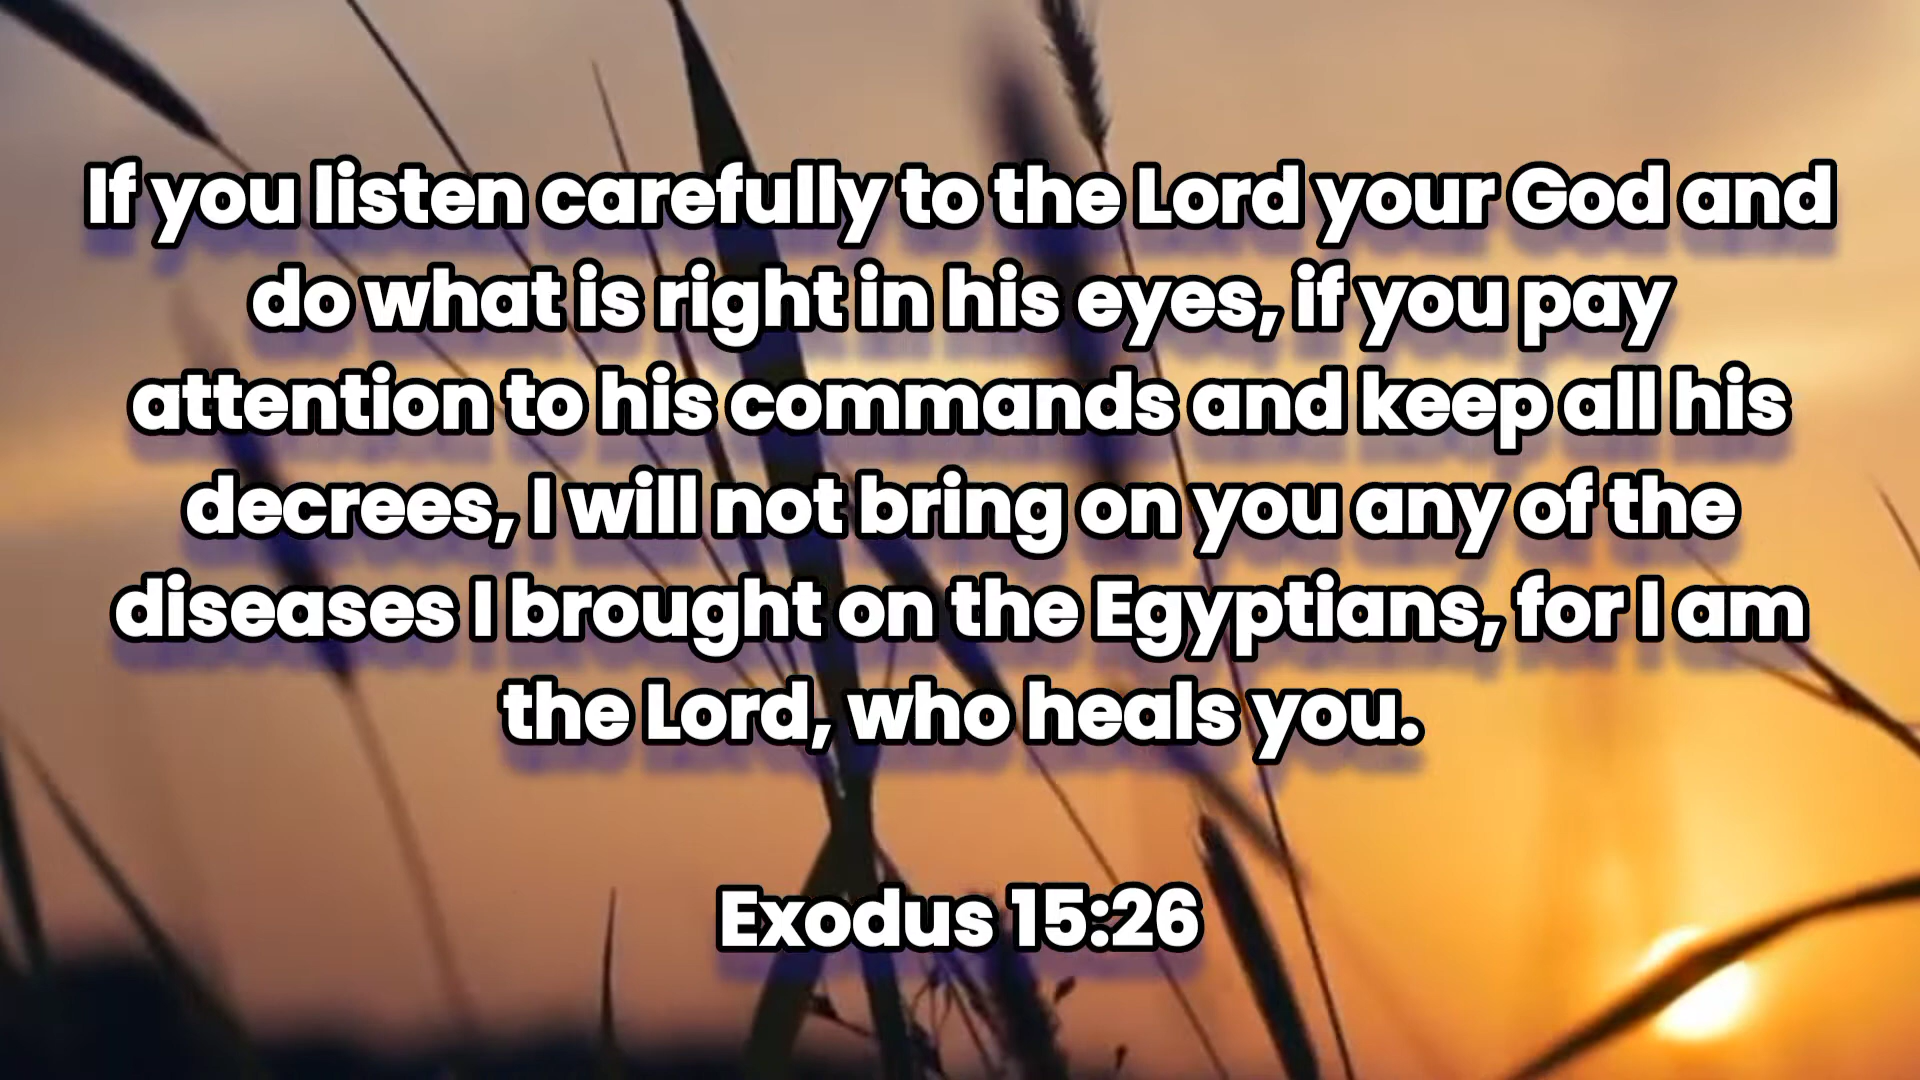 If you listen carefully to the Lord your God and
do what is right in his eyes, if you pay
attention to his commands and keep all his
decrees, I will not bring on you any of the
diseases I brought on the Egyptians, for I am
the Lord, who heals you.
Exodus 15:26